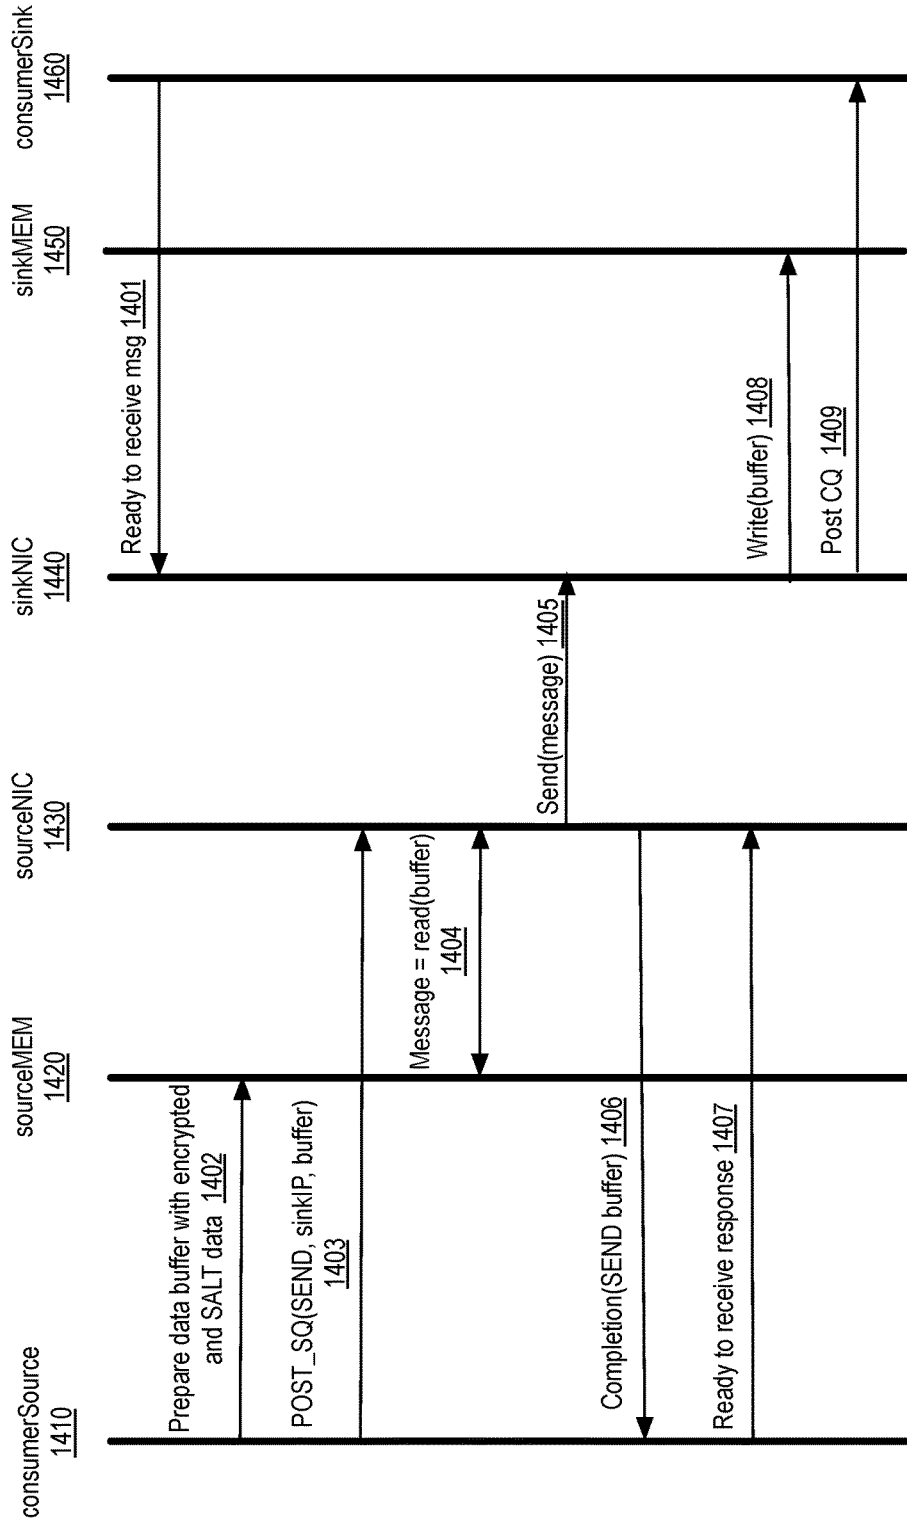 consumerSource
1410
sourceMEM
1420
sourceNIC
1430
sinkNIC
1440
sinkMEM
1450
consumerSink
1460
Ready to receive msg 1401
Prepare data buffer with encrypted
and SALT data 1402
POST_SQ(SEND, sinkIP, buffer)
1403
Message = read(buffer)
1404
Send(message) 1405
Completion(SEND buffer) 1406
Ready to receive response 1407
Write(buffer) 1408
Post CQ 1409